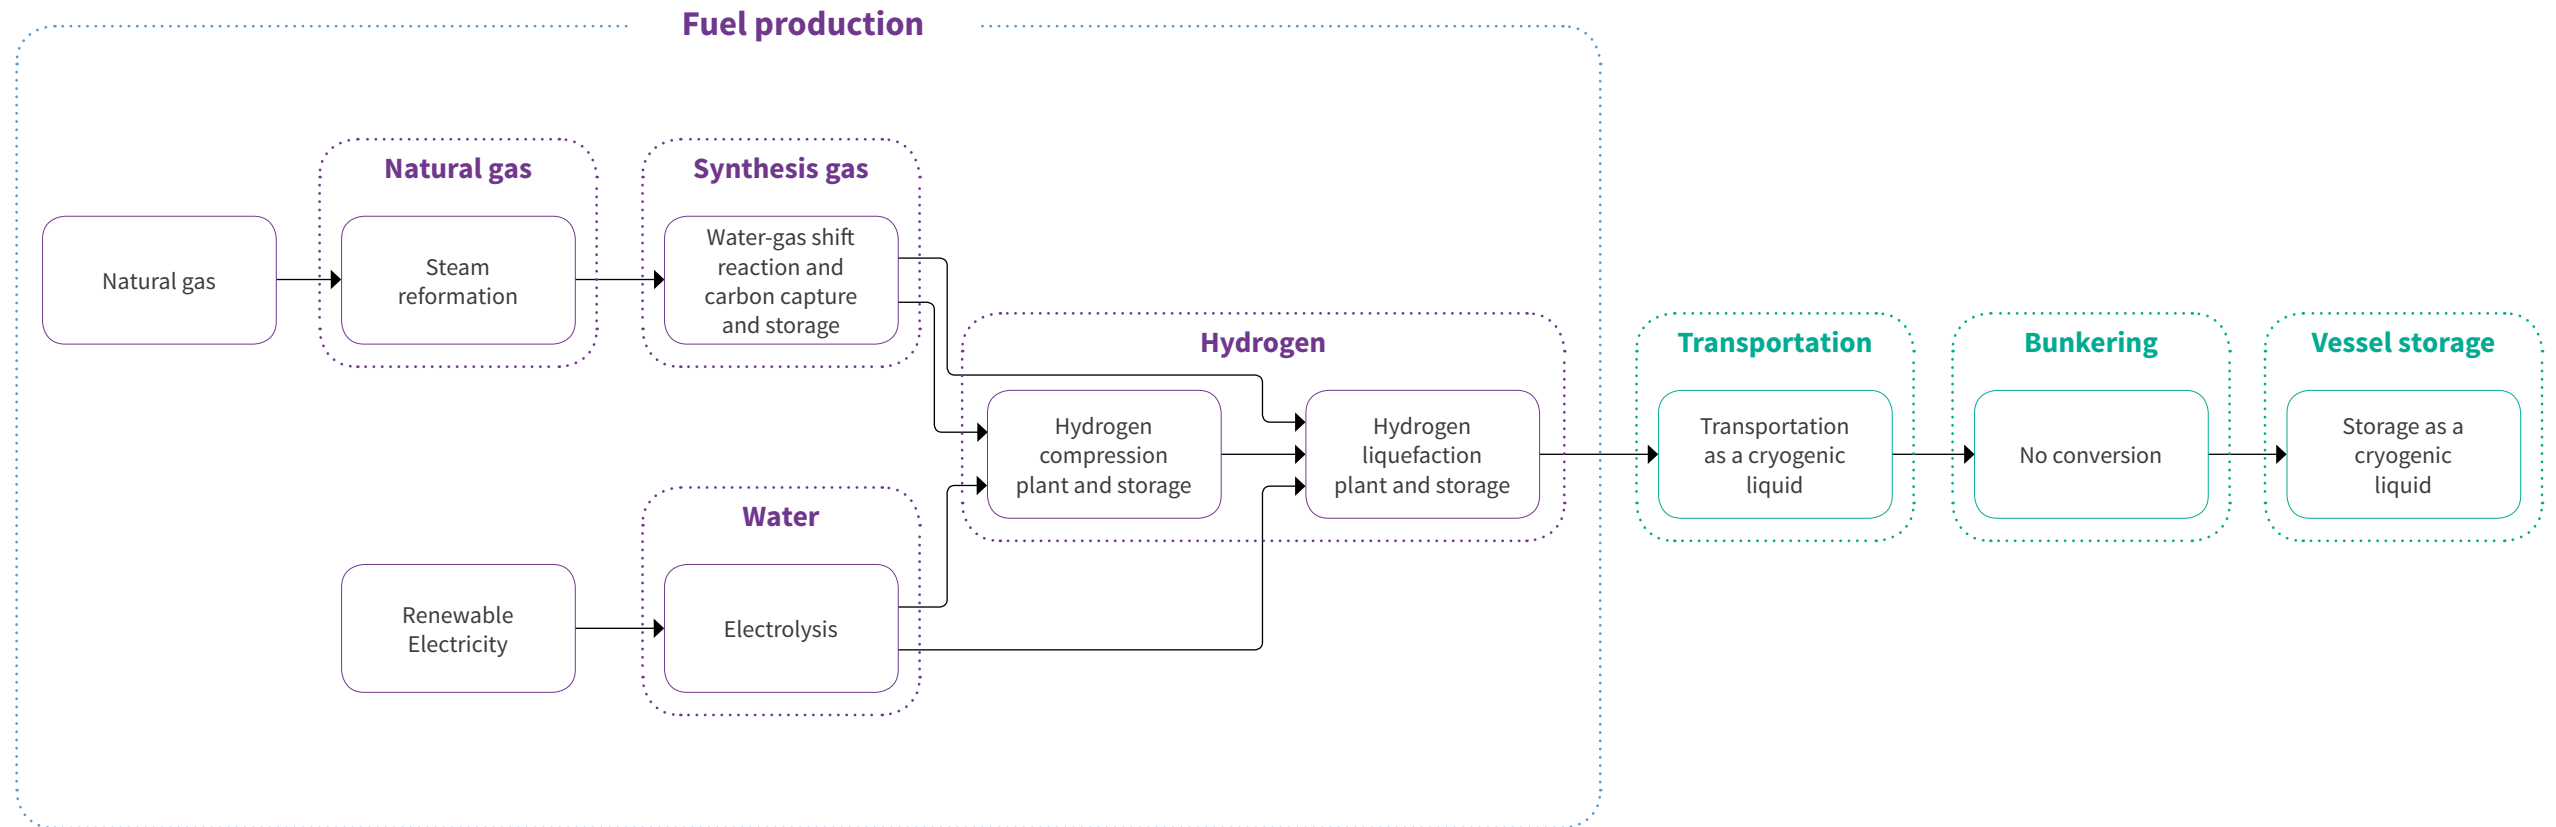 Fuel production
Natural gas
Synthesis gas
Natural gas
Steam
reformation
Water-gas shift
reaction and
carbon capture
and storage
Hydrogen
Hydrogen
compression
plant and storage
Hydrogen
liquefaction
plant and storage
Water
Renewable
Electricity
Electrolysis
Transportation
Transportation
as a cryogenic
liquid
Bunkering
No conversion
Vessel storage
Storage as a
cryogenic
liquid